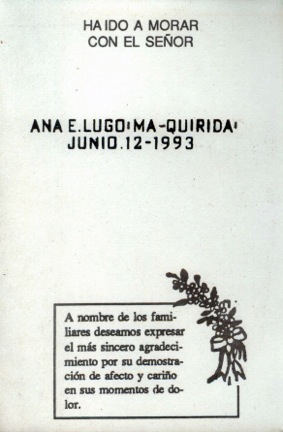 HA IDO A MORAR
CON EL SEÑOR
ANA E.LUGO:MA-QUIRIDA:
JUNIO.12-1993
A nombre de los fami-
liares deseamos expresar
el más sincero agradeci-
miento por su demostra-
ción de afecto y cariño
en sus momentos de do-
lor.